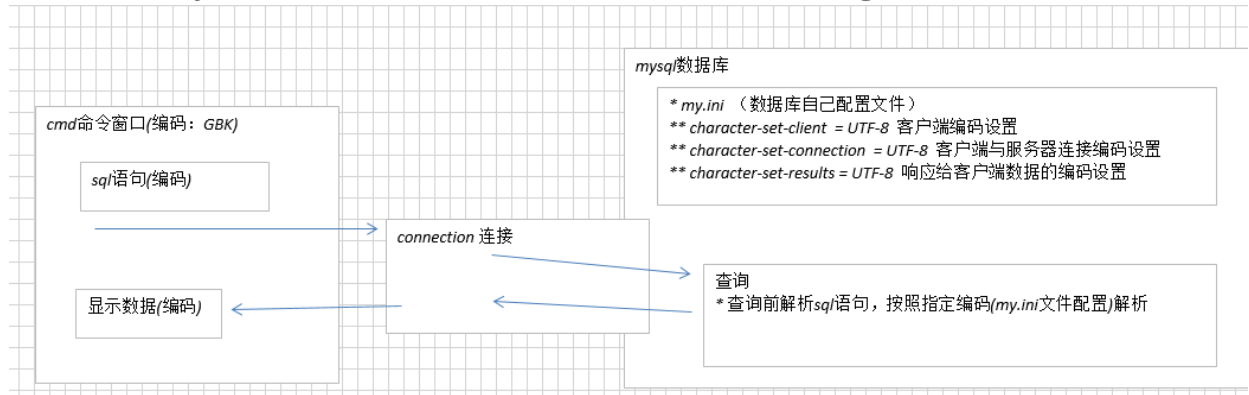 cmd命令窗口(编码：GBK)
sql语句(编码)
显示数据(编码)
connection 连接
mysql数据库
* my.ini （数据库自己配置文件）
** character-set-client = UTF-8 客户端编码设置
** character-set-connection = UTF-8 客户端与服务器连接编码设置
** character-set-results = UTF-8 响应给客户端数据的编码设置
查询
* 查询前解析sql语句，按照指定编码(my.ini文件配置)解析